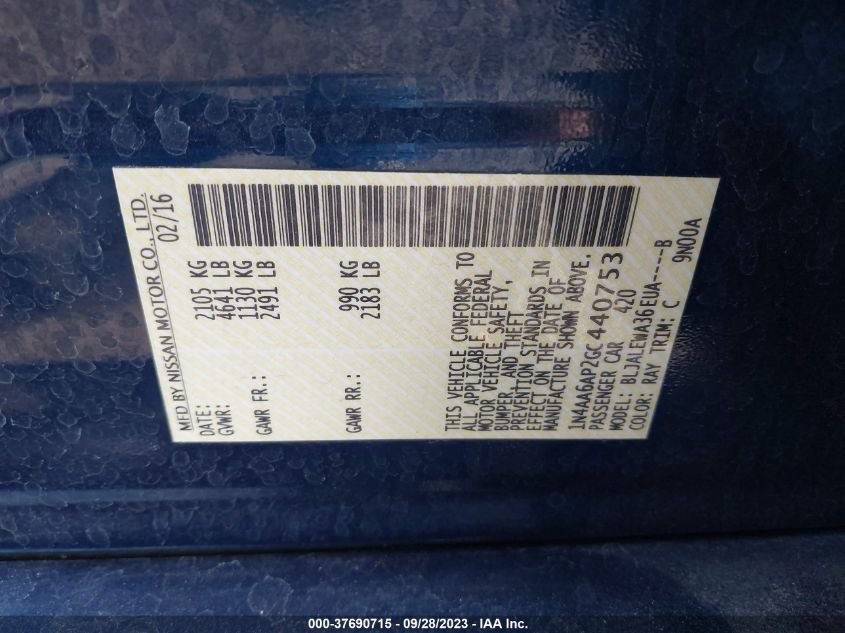 MFD BY NISSAN MOTOR CO., LTD.
DATE: 02/16
GVWR: 2105 KG
4641 LB
GAWR FR.: 1130 KG
2491 LB
GAWR RR.: 990 KG
2183 LB
THIS VEHICLE CONFORMS TO
ALL APPLICABLE FEDERAL
MOTOR VEHICLE SAFETY,
BUMPER, AND THEFT
PREVENTION STANDARDS IN
EFFECT ON THE DATE OF
MANUFACTURE SHOWN ABOVE.
1N4AA6AP2GC440753
PASSENGER CAR 420
MODEL: BLJALEWA36EUA-----B
COLOR: RAY TRIM: C 9N00A
000-37690715 - 09/28/2023 - IAA Inc.